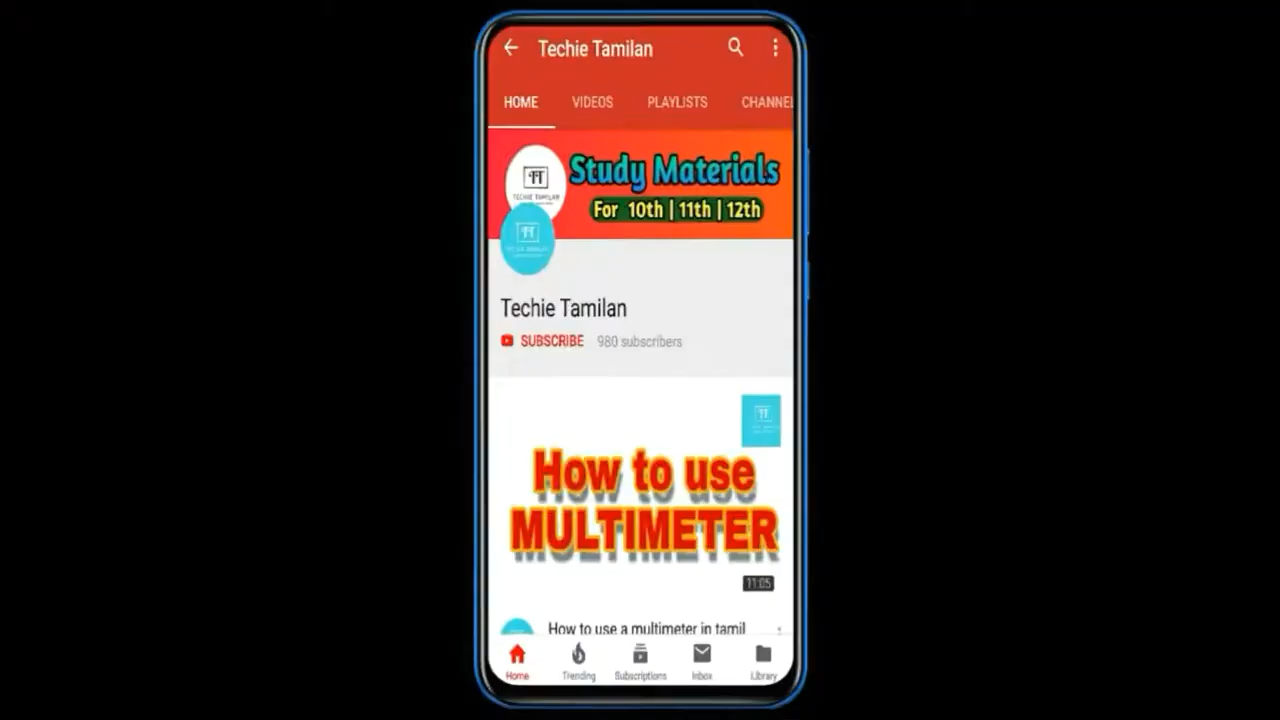 Techie Tamilan
HOME VIDEOS PLAYLISTS CHANNEL
Study Materials
TECHIE TAMILAN
For 10th | 11th | 12th
Techie Tamilan
SUBSCRIBE 980 subscribers
How to use
MULTIMETER
11:05
How to use a multimeter in tamil
Home Trending Subscriptions Inbox Library